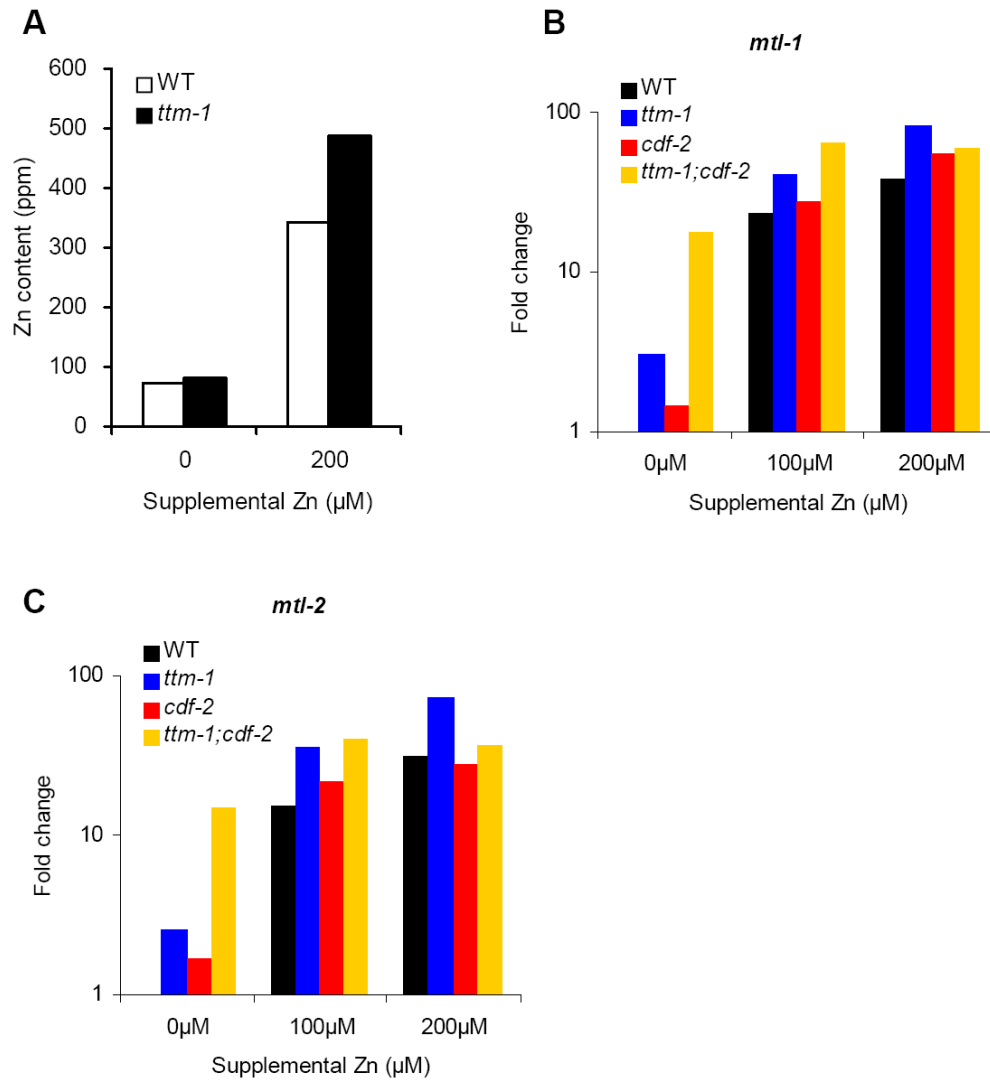 A
600
500
400
300
200
100
0
Zn content (ppm)
WT
ttm-1
0 200
Supplemental Zn (µM)
B
mtl-1
WT
ttm-1
cdf-2
ttm-1;cdf-2
100
10
1
Fold change
0µM 100µM 200µM
Supplemental Zn (µM)
C
mtl-2
WT
ttm-1
cdf-2
ttm-1;cdf-2
100
10
1
Fold change
0µM 100µM 200µM
Supplemental Zn (µM)